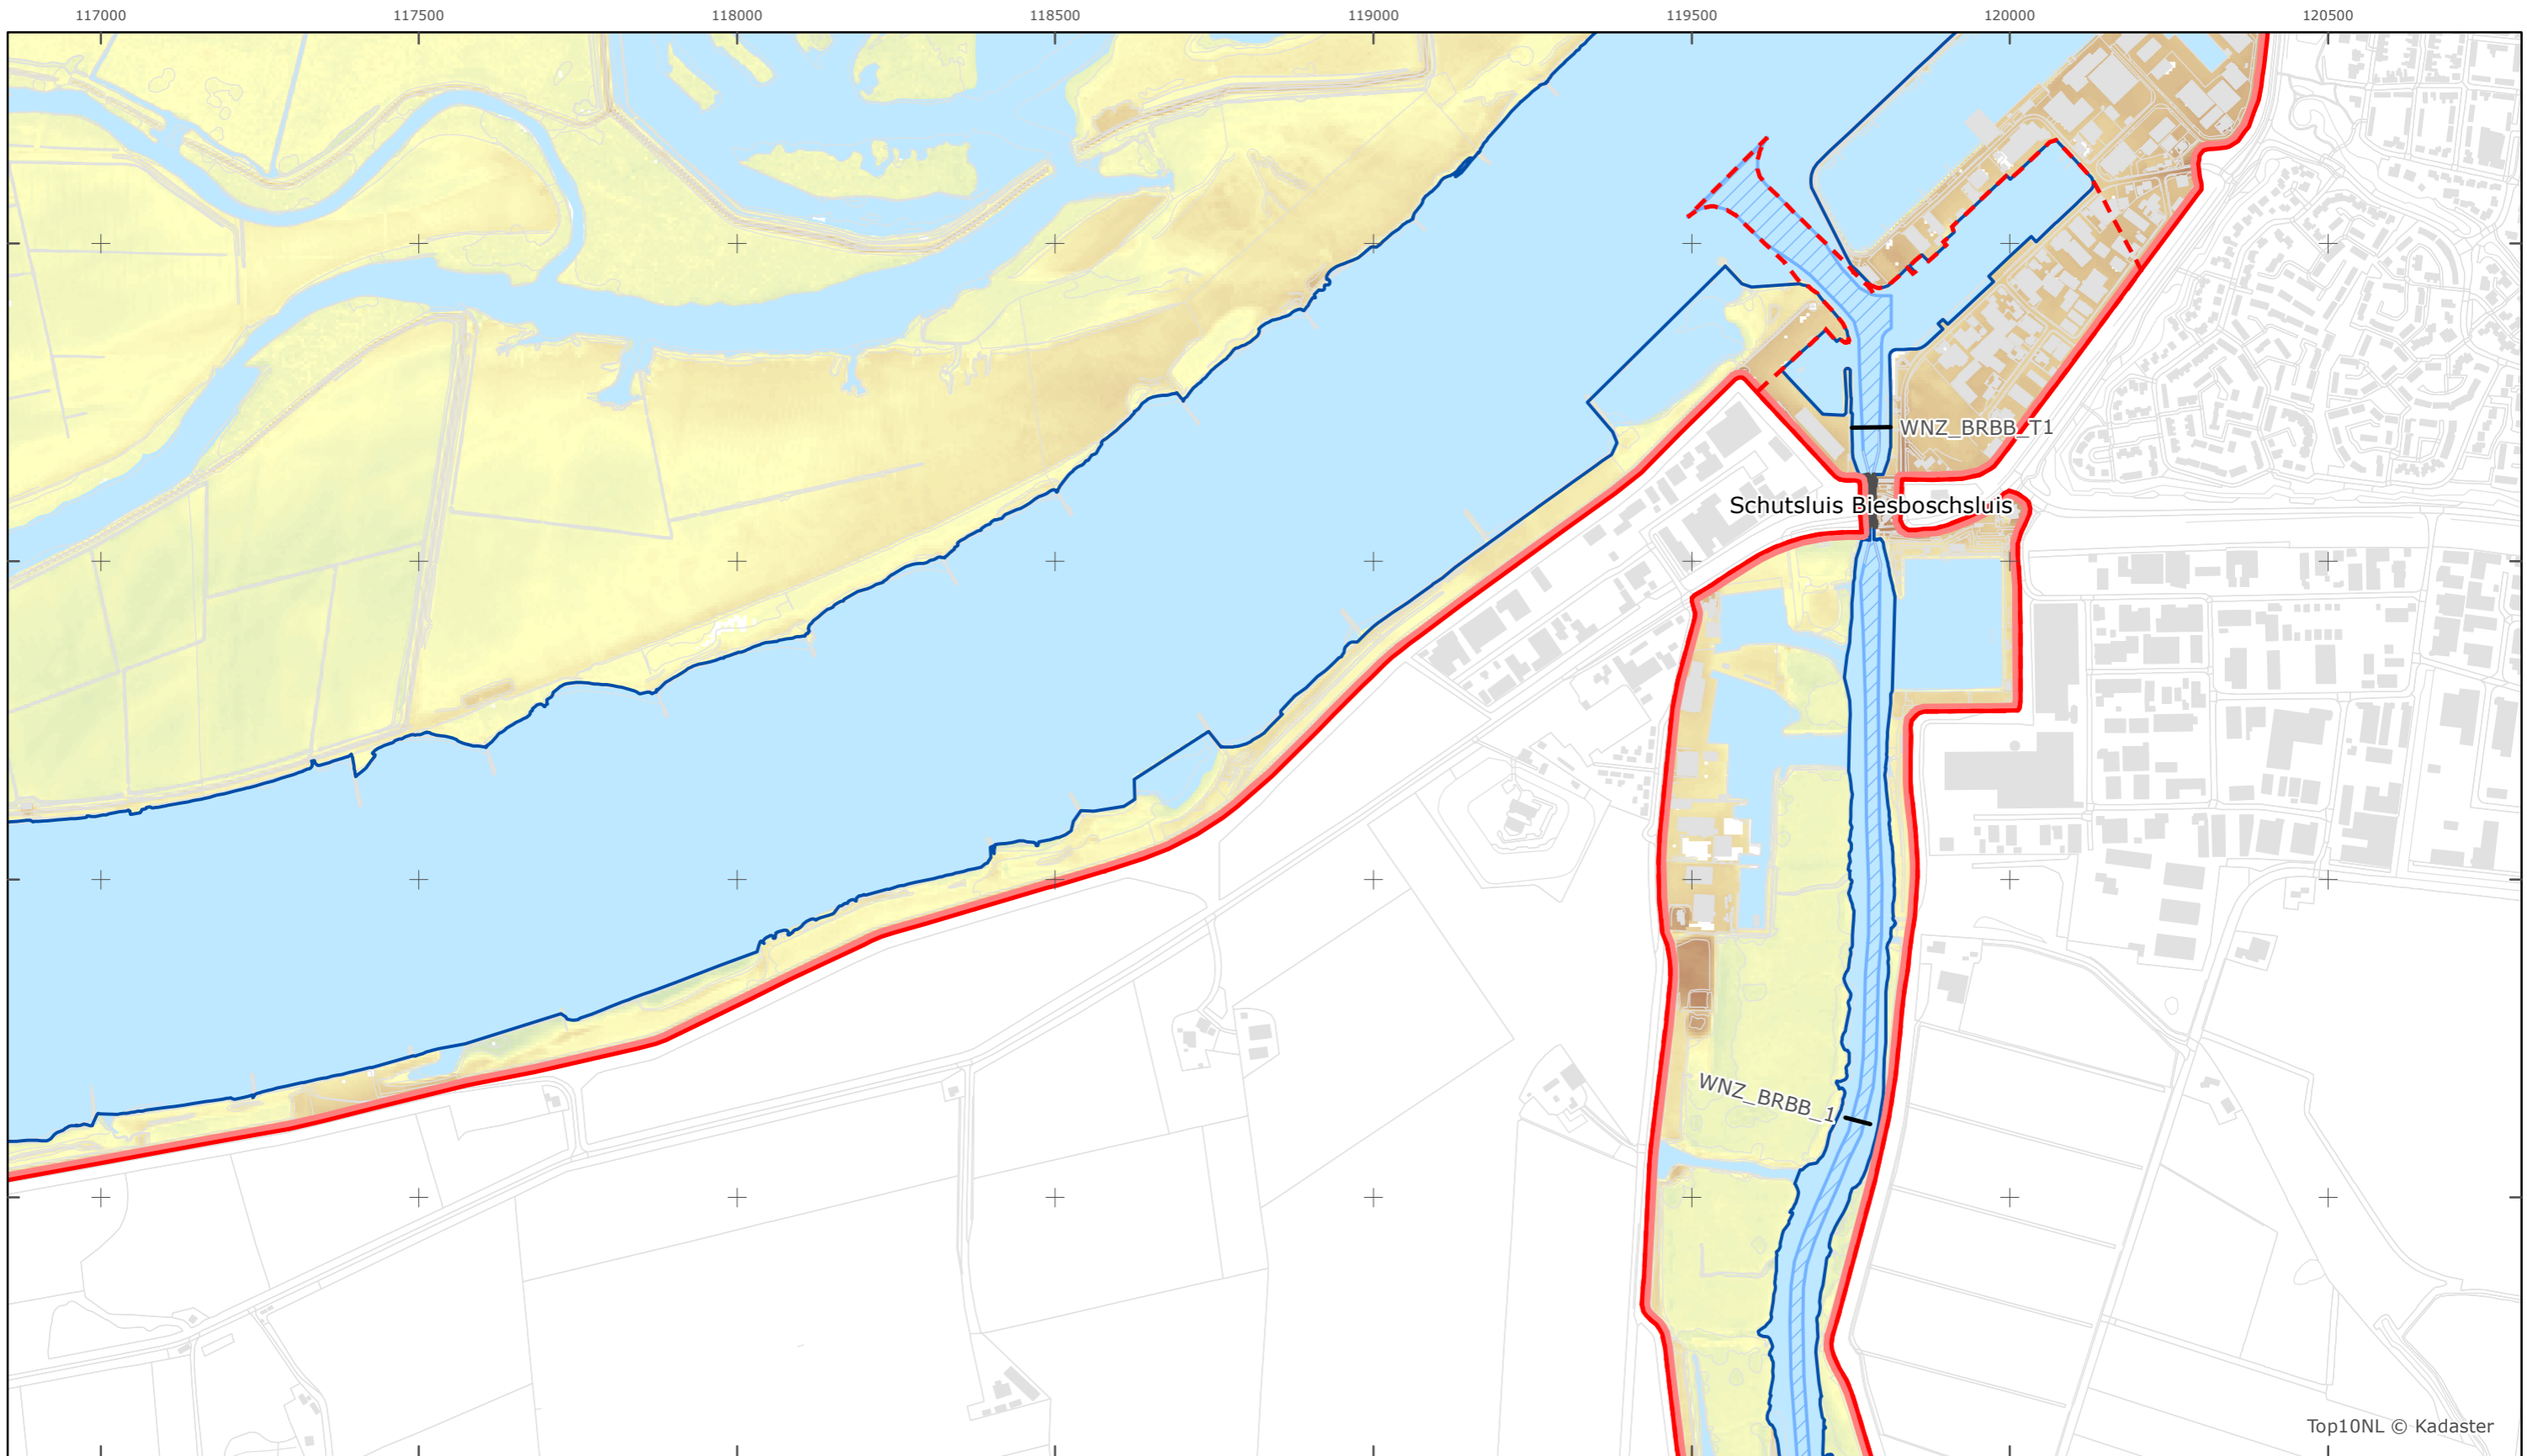 117000 117500 118000 118500 119000 119500 120000 120500
WNZ_BRBB_T1
Schutsluis Biesboschsluis
WNZ_BRBB_1
Top10NL © Kadaster